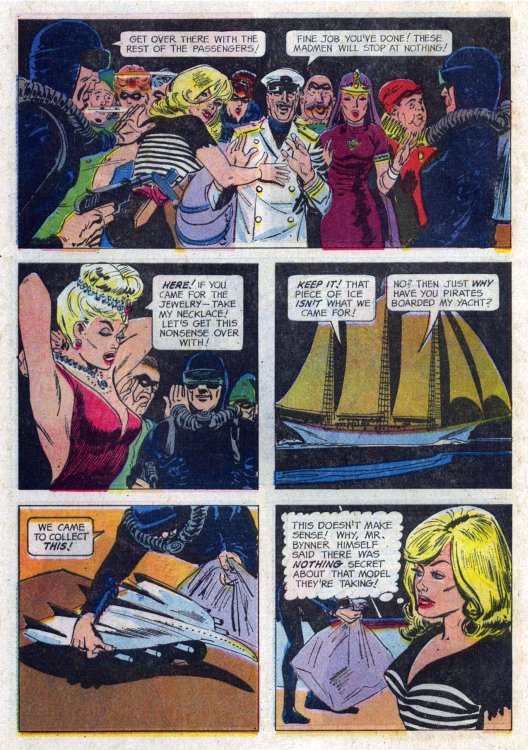 GET OVER THERE WITH THE
REST OF THE PASSENGERS!
FINE JOB YOU'VE DONE! THESE
MADMEN WILL STOP AT NOTHING!
HERE! IF YOU
CAME FOR THE
JEWELRY—TAKE
MY NECKLACE!
LET'S GET THIS
NONSENSE OVER
WITH!
KEEP IT! THAT
PIECE OF ICE
ISN'T WHAT WE
CAME FOR!
NO? THEN JUST WHY
HAVE YOU PIRATES
BOARDED MY YACHT?
WE CAME
TO COLLECT
THIS!
THIS DOESN'T MAKE
SENSE! WHY, MR.
BYNNER HIMSELF
SAID THERE WAS
NOTHING SECRET
ABOUT THAT MODEL
THEY'RE TAKING!